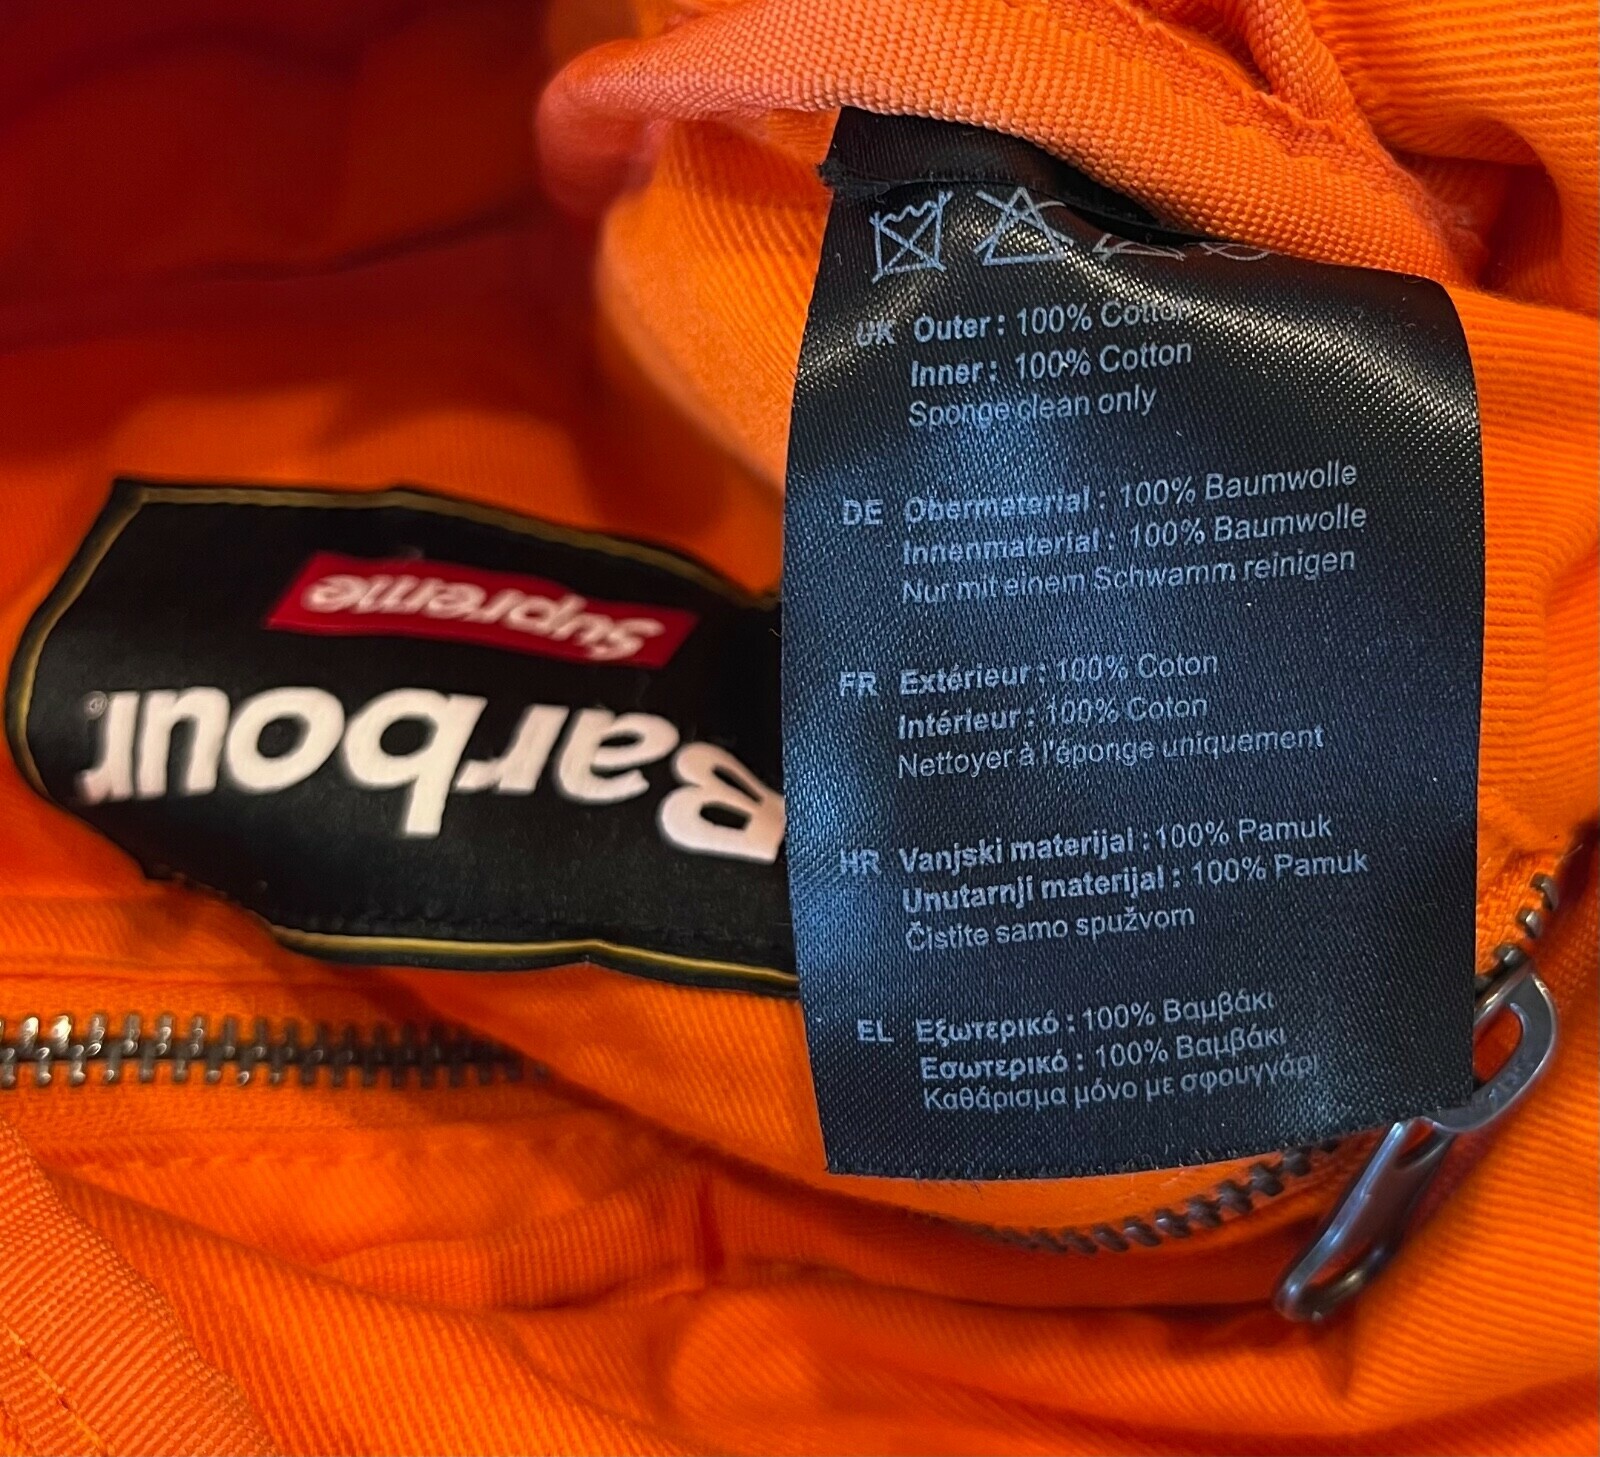 UK Outer : 100% Cotton
Inner : 100% Cotton
Sponge clean only
DE Obermaterial : 100% Baumwolle
Innenmaterial : 100% Baumwolle
Nur mit einem Schwamm reinigen
FR Extérieur : 100% Coton
Intérieur : 100% Coton
Nettoyer à l'éponge uniquement
HR Vanjski materijal : 100% Pamuk
Unutarnji materijal : 100% Pamuk
Čistite samo spužvom
EL Εξωτερικό : 100% Βαμβάκι
Εσωτερικό : 100% Βαμβάκι
Καθάρισμα μόνο με σφουγγάρι
Barbour®
Supreme